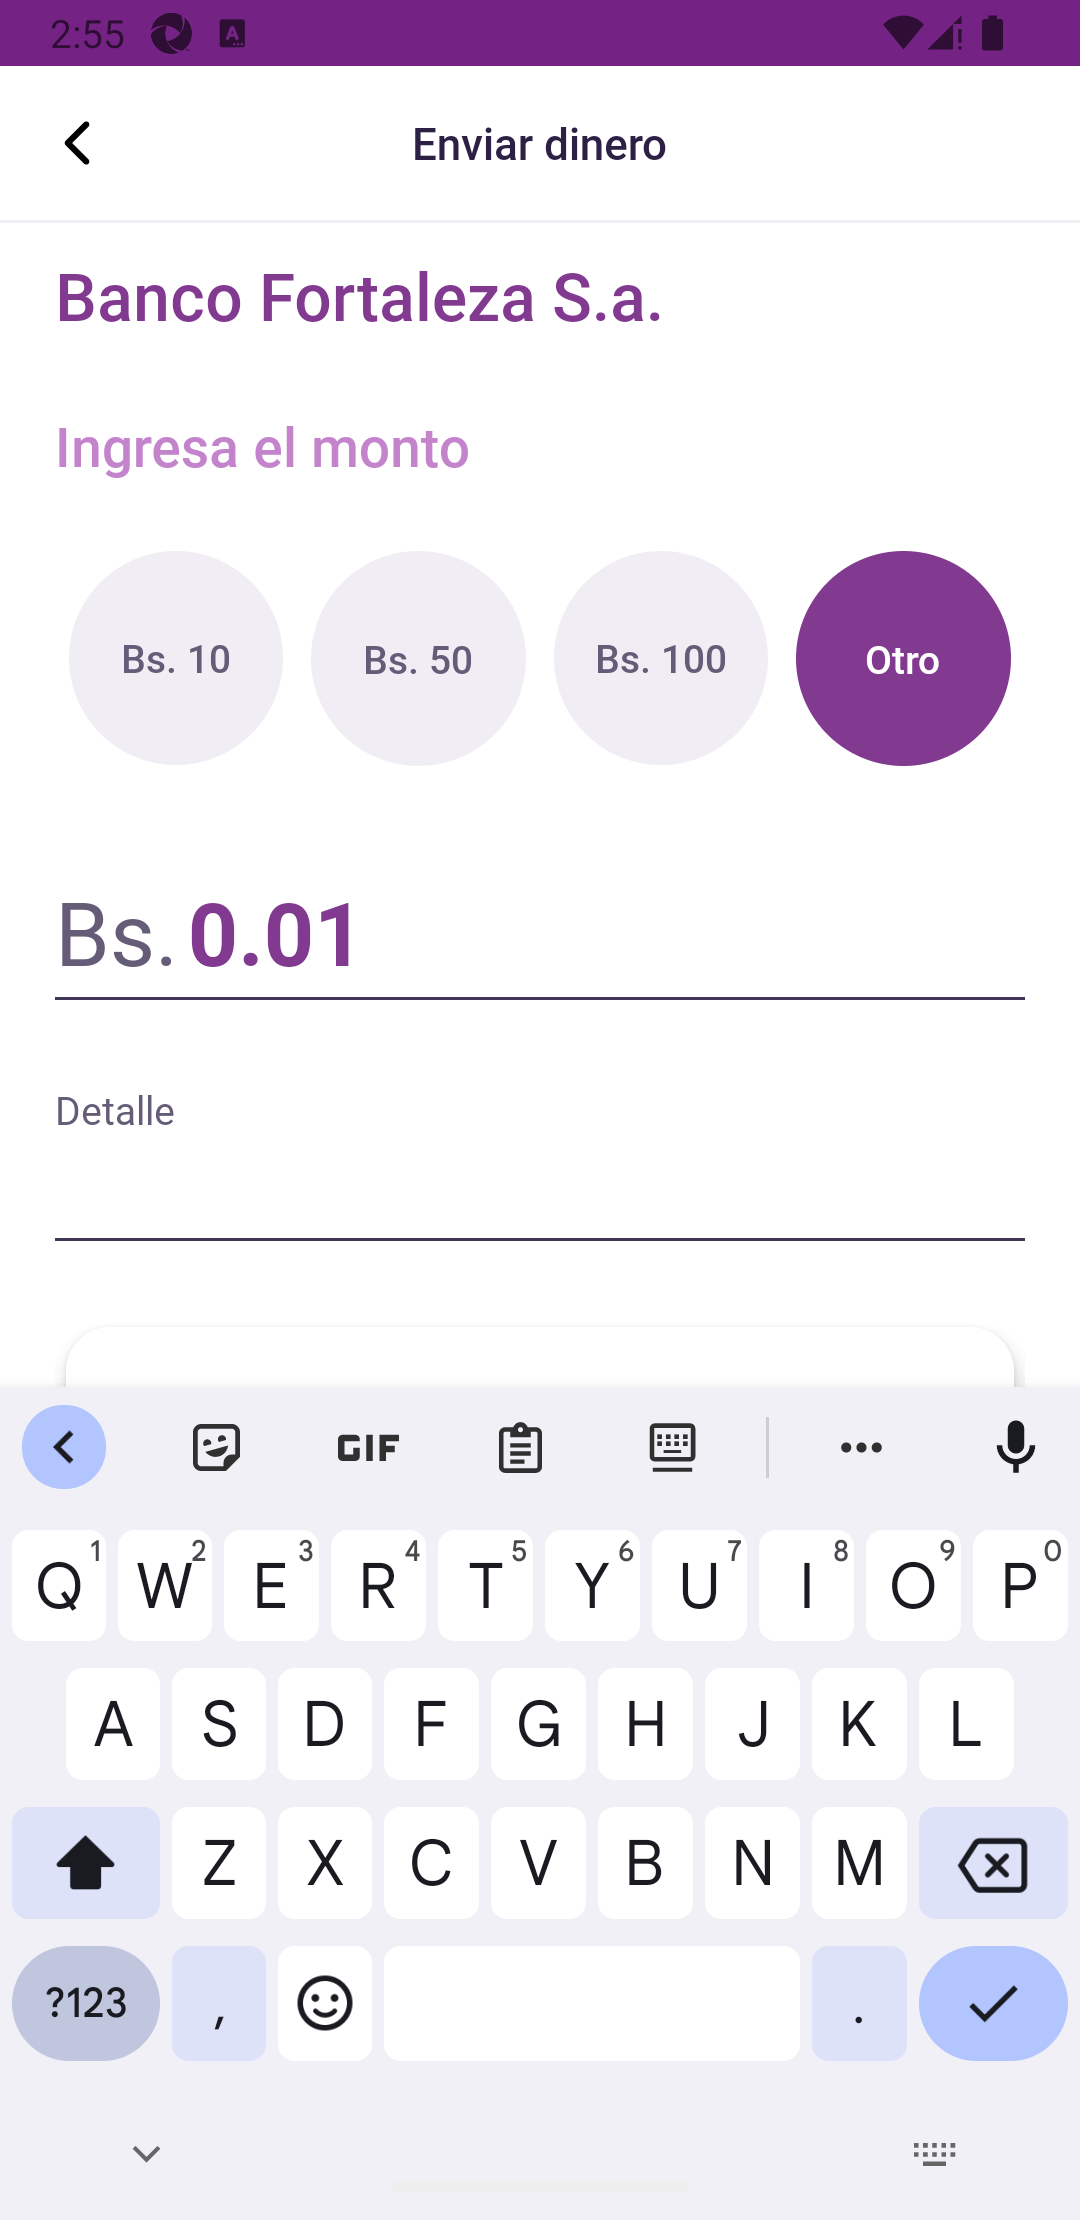 2:55
Enviar dinero
Banco Fortaleza S.a.
Ingresa el monto
Bs. 10 Bs. 50 Bs. 100 Otro
Bs. 0.01
Detalle
GIF
Q1 W2 E3 R4 T5 Y6 U7 I8 O9 P0
A S D F G H J K L
Z X C V B N M
?123 , .